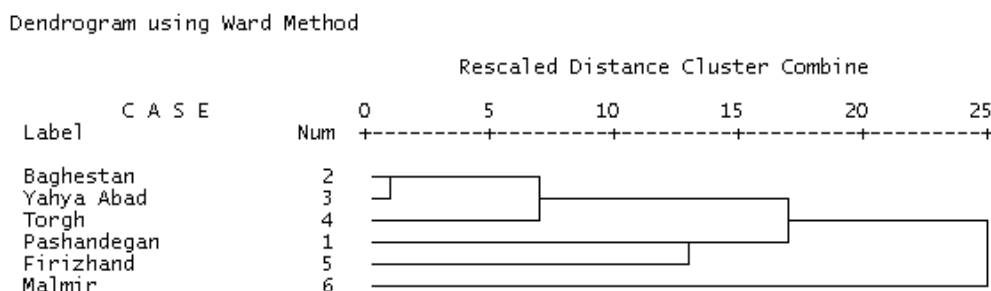 Dendrogram using Ward Method
Rescaled Distance Cluster Combine
C A S E 0 5 10 15 20 25
Label Num +---------+---------+---------+---------+---------+
Baghestan 2
Yahya Abad 3
Torgh 4
Pashandegan 1
Firizhand 5
Malmir 6